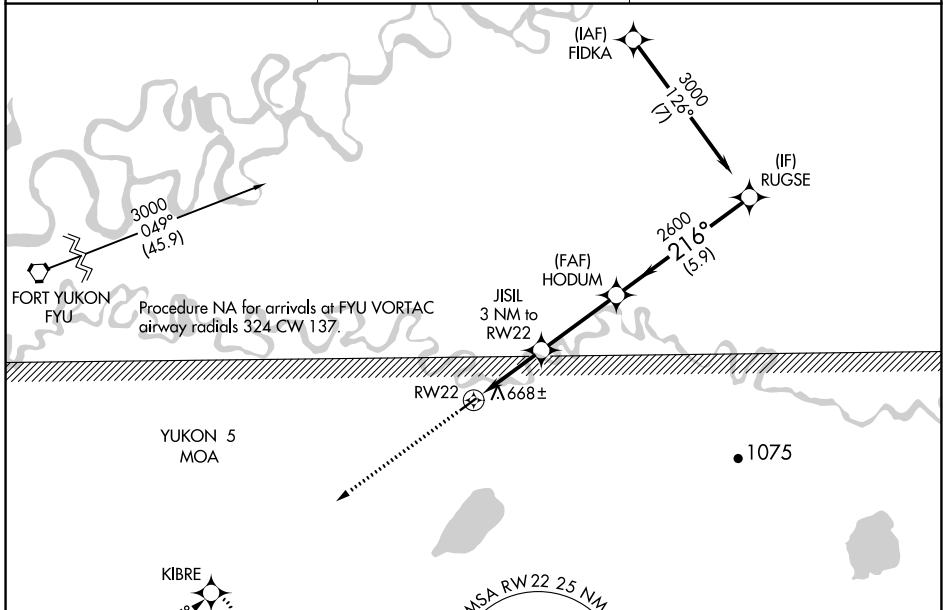 (IAF)
FIDKA
3000
126°
(7)
(IF)
RUGSE
3000
049°
(45.9)
2600
216°
(5.9)
(FAF)
HODUM
FORT YUKON
FYU
Procedure NA for arrivals at FYU VORTAC
airway radials 324 CW 137.
JISIL
3 NM to
RW22
RW22
668±
YUKON 5
MOA
1075
KIBRE
MSA RW22 25 NM